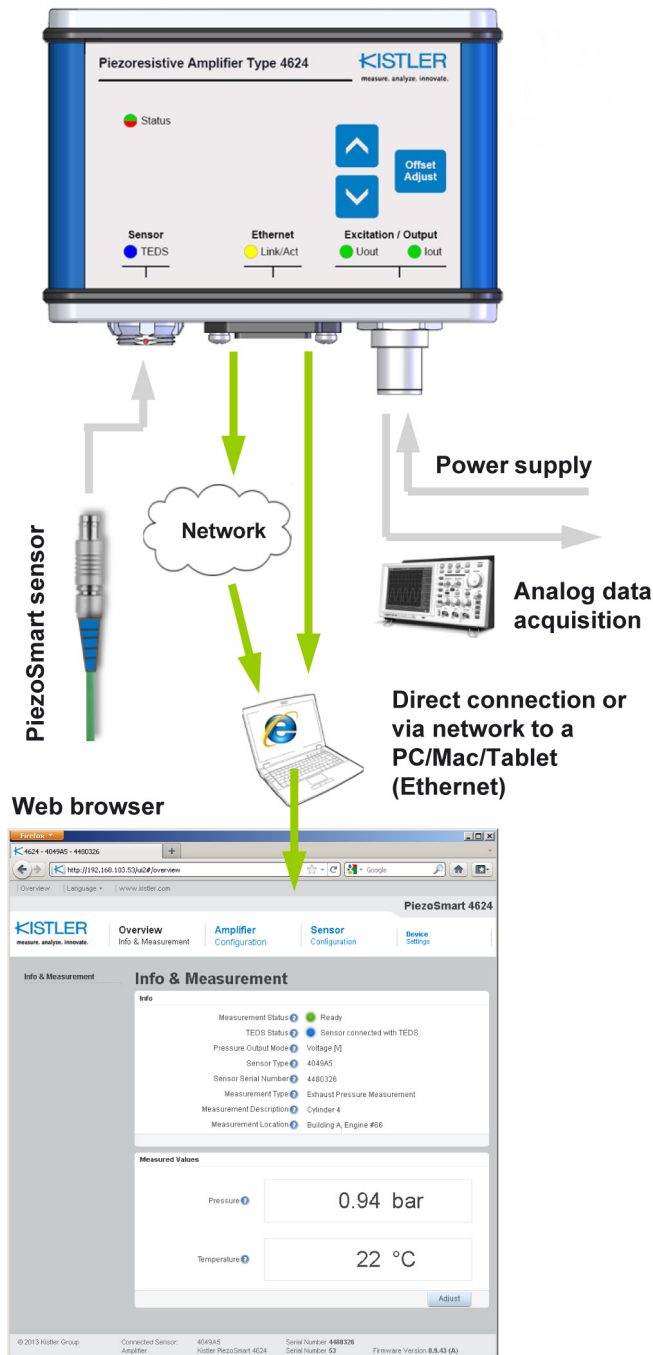 Piezoresistive Amplifier Type 4624
KISTLER
measure. analyze. innovate.
Status
Offset
Adjust
Sensor
TEDS
Ethernet
Link/Act
Excitation / Output
Uout
Iout
Power supply
Network
PiezoSmart sensor
Analog data
acquisition
Direct connection or
via network to a
PC/Mac/Tablet
(Ethernet)
Web browser
Firefox
4624 - 4049A5 - 4480326
http://192.168.103.53/ui2#/overview
Google
Overview
Language
www.kistler.com
PiezoSmart 4624
KISTLER
measure. analyze. innovate.
Overview
Info & Measurement
Amplifier
Configuration
Sensor
Configuration
Device
Settings
Info & Measurement
Info & Measurement
Info
Measurement Status Ready
TEDS Status Sensor connected with TEDS
Pressure Output Mode Voltage [V]
Sensor Type 4049A5
Sensor Serial Number 4480326
Measurement Type Exhaust Pressure Measurement
Measurement Description Cylinder 4
Measurement Location Building A, Engine #66
Measured Values
Pressure 0.94 bar
Temperature 22 °C
Adjust
© 2013 Kistler Group
Connected Sensor: 4049A5 Serial Number 4480326
Amplifier Kistler PiezoSmart 4624 Serial Number 53 Firmware Version 0.9.43 (A)